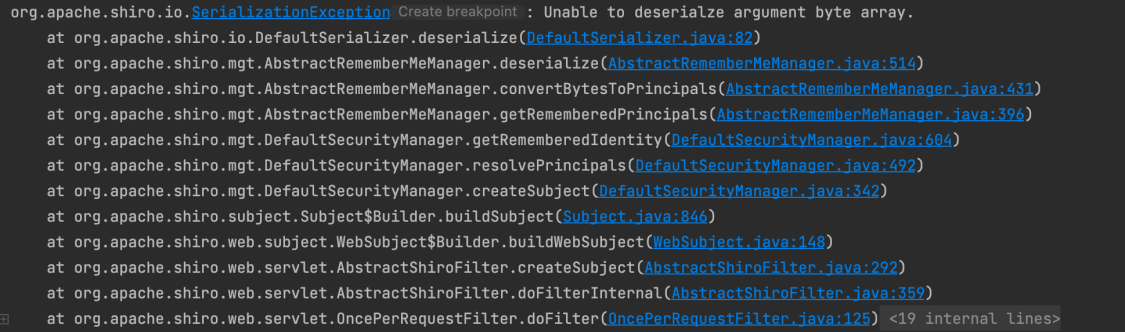 org.apache.shiro.io.SerializationException Create breakpoint : Unable to deserialze argument byte array.
at org.apache.shiro.io.DefaultSerializer.deserialize(DefaultSerializer.java:82)
at org.apache.shiro.mgt.AbstractRememberMeManager.deserialize(AbstractRememberMeManager.java:514)
at org.apache.shiro.mgt.AbstractRememberMeManager.convertBytesToPrincipals(AbstractRememberMeManager.java:431)
at org.apache.shiro.mgt.AbstractRememberMeManager.getRememberedPrincipals(AbstractRememberMeManager.java:396)
at org.apache.shiro.mgt.DefaultSecurityManager.getRememberedIdentity(DefaultSecurityManager.java:604)
at org.apache.shiro.mgt.DefaultSecurityManager.resolvePrincipals(DefaultSecurityManager.java:492)
at org.apache.shiro.mgt.DefaultSecurityManager.createSubject(DefaultSecurityManager.java:342)
at org.apache.shiro.subject.Subject$Builder.buildSubject(Subject.java:846)
at org.apache.shiro.web.subject.WebSubject$Builder.buildWebSubject(WebSubject.java:148)
at org.apache.shiro.web.servlet.AbstractShiroFilter.createSubject(AbstractShiroFilter.java:292)
at org.apache.shiro.web.servlet.AbstractShiroFilter.doFilterInternal(AbstractShiroFilter.java:359)
at org.apache.shiro.web.servlet.OncePerRequestFilter.doFilter(OncePerRequestFilter.java:125) <19 internal lines>